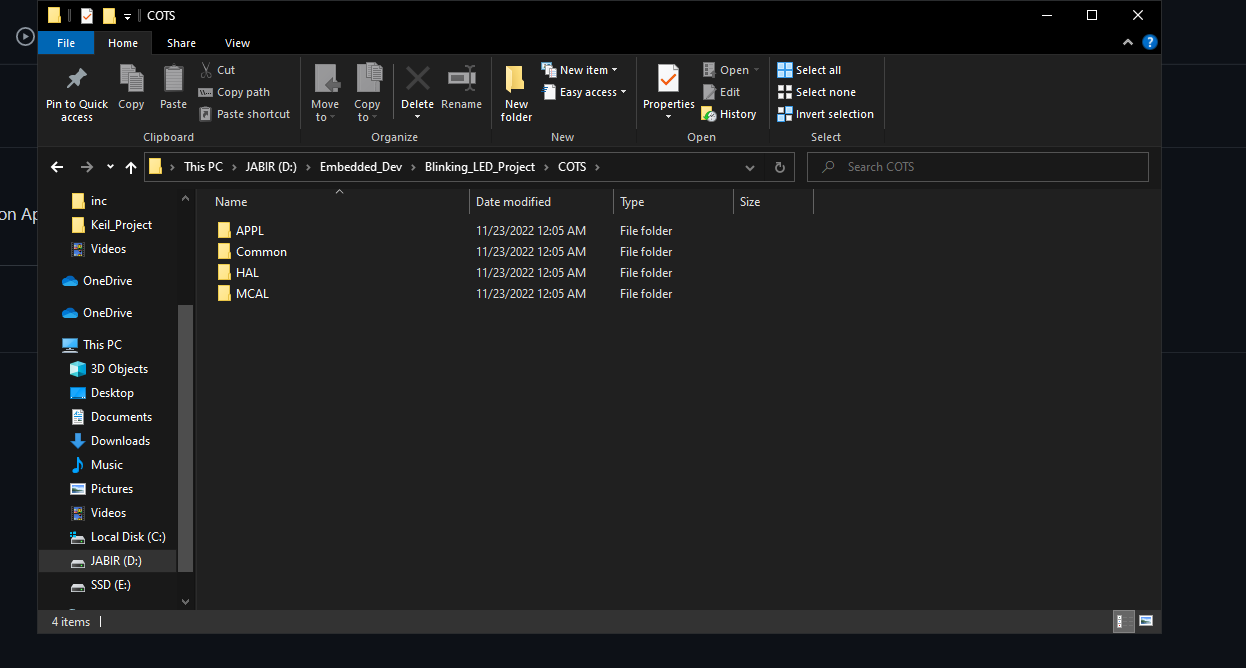 COTS
File Home Share View
Pin to Quick access
Copy
Paste
Cut
Copy path
Paste shortcut
Clipboard
Move to
Copy to
Delete
Rename
Organize
New folder
New item
Easy access
New
Properties
Open
Edit
History
Open
Select all
Select none
Invert selection
Select
This PC > JABIR (D:) > Embedded_Dev > Blinking_LED_Project > COTS >
Search COTS
on Ap
inc
Keil_Project
Videos
OneDrive
OneDrive
This PC
3D Objects
Desktop
Documents
Downloads
Music
Pictures
Videos
Local Disk (C:)
JABIR (D:)
SSD (E:)
Name Date modified Type Size
APPL 11/23/2022 12:05 AM File folder
Common 11/23/2022 12:05 AM File folder
HAL 11/23/2022 12:05 AM File folder
MCAL 11/23/2022 12:05 AM File folder
4 items